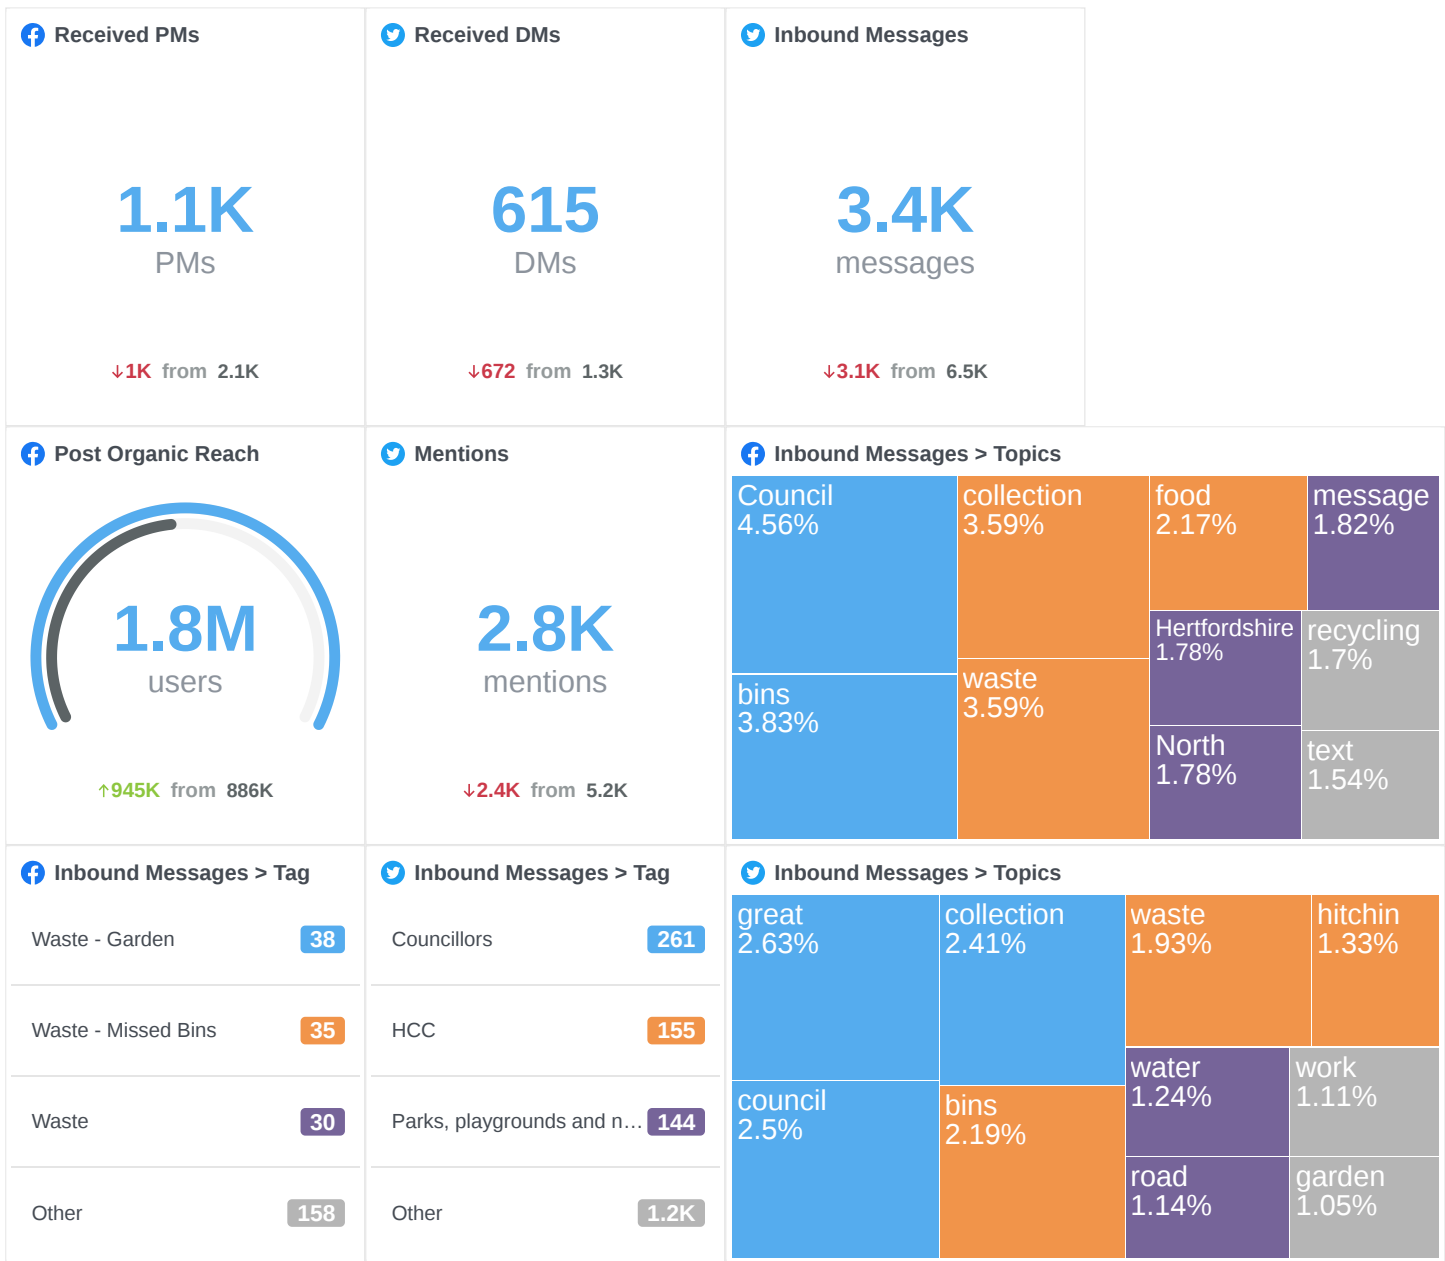 Received PMs
1.1K
PMs
↓1K from 2.1K
Received DMs
615
DMs
↓672 from 1.3K
Inbound Messages
3.4K
messages
↓3.1K from 6.5K
Post Organic Reach
1.8M
users
↑945K from 886K
Mentions
2.8K
mentions
↓2.4K from 5.2K
Inbound Messages > Topics
Council
4.56%
bins
3.83%
collection
3.59%
waste
3.59%
food
2.17%
message
1.82%
Hertfordshire
1.78%
recycling
1.7%
North
1.78%
text
1.54%
Inbound Messages > Tag
Waste - Garden 38
Waste - Missed Bins 35
Waste 30
Other 158
Inbound Messages > Tag
Councillors 261
HCC 155
Parks, playgrounds and n… 144
Other 1.2K
Inbound Messages > Topics
great
2.63%
council
2.5%
collection
2.41%
bins
2.19%
waste
1.93%
hitchin
1.33%
water
1.24%
work
1.11%
road
1.14%
garden
1.05%